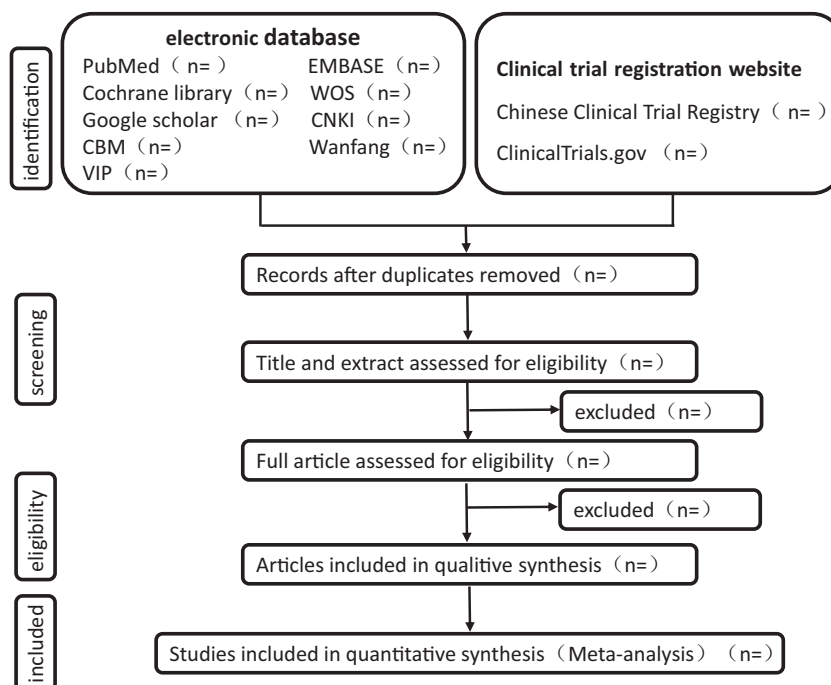 identification
electronic database
PubMed（ n= ） EMBASE（n=）
Cochrane library（n=） WOS（n=）
Google scholar（n=） CNKI（n=）
CBM（n=） Wanfang（n=）
VIP（n=）
Clinical trial registration website
Chinese Clinical Trial Registry（ n= ）
ClinicalTrials.gov（n=）
Records after duplicates removed（n=）
screening
Title and extract assessed for eligibility（n=）
excluded（n=）
Full article assessed for eligibility（n=）
eligibility
excluded（n=）
Articles included in qualitive synthesis（n=）
included
Studies included in quantitative synthesis（Meta-analysis）（n=）